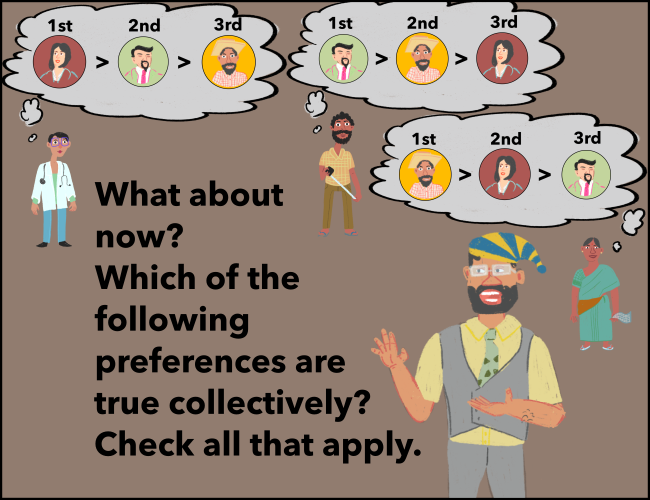 1st 2nd 3rd
> >
1st 2nd 3rd
> >
1st 2nd 3rd
> >
What about
now?
Which of the
following
preferences are
true collectively?
Check all that apply.